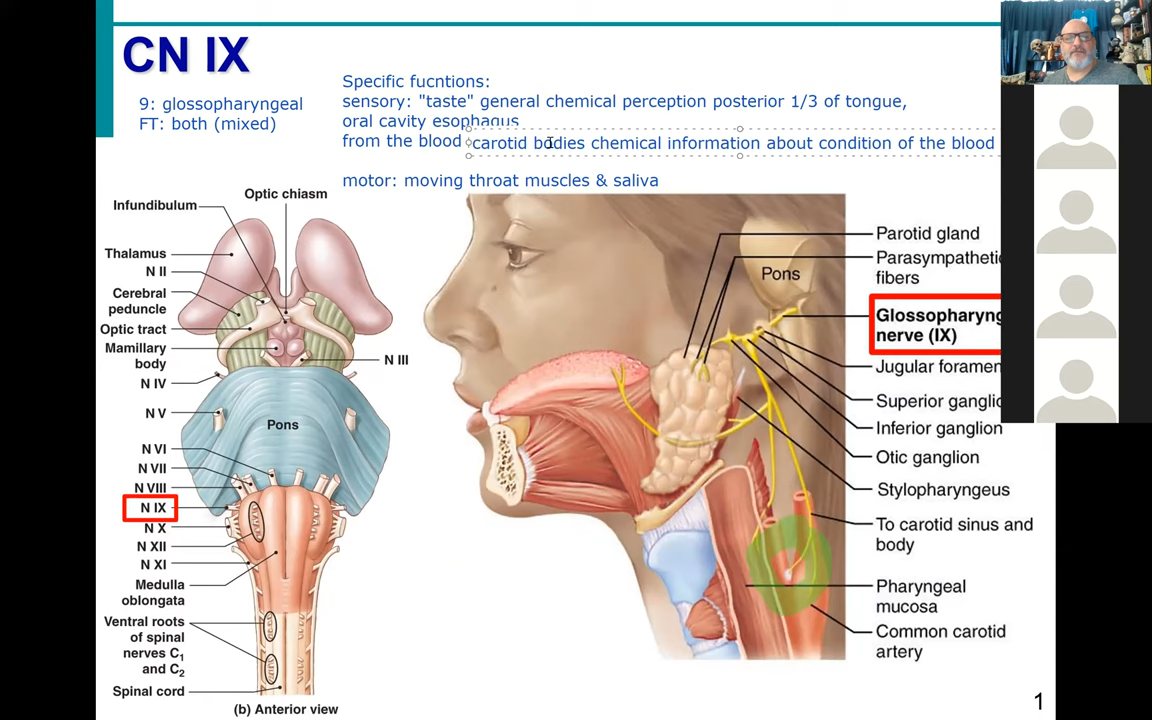 CN IX
9: glossopharyngeal
FT: both (mixed)
Specific fucntions:
sensory: "taste" general chemical perception posterior 1/3 of tongue,
oral cavity esophagus
from the blood
carotid bodies chemical information about condition of the blood
motor: moving throat muscles & saliva
Optic chiasm
Infundibulum
Thalamus
N II
Cerebral
peduncle
Optic tract
Mamillary
body
N III
N IV
N V
Pons
N VI
N VII
N VIII
N IX
N X
N XII
N XI
Medulla
oblongata
Ventral roots
of spinal
nerves C1
and C2
Spinal cord
(b) Anterior view
Pons
Parotid gland
Parasympathetic
fibers
Glossopharyng
nerve (IX)
Jugular foramen
Superior ganglio
Inferior ganglion
Otic ganglion
Stylopharyngeus
To carotid sinus and
body
Pharyngeal
mucosa
Common carotid
artery
1